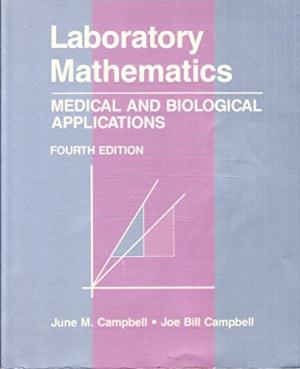 Laboratory
Mathematics
MEDICAL AND BIOLOGICAL
APPLICATIONS
FOURTH EDITION
June M. Campbell • Joe Bill Campbell